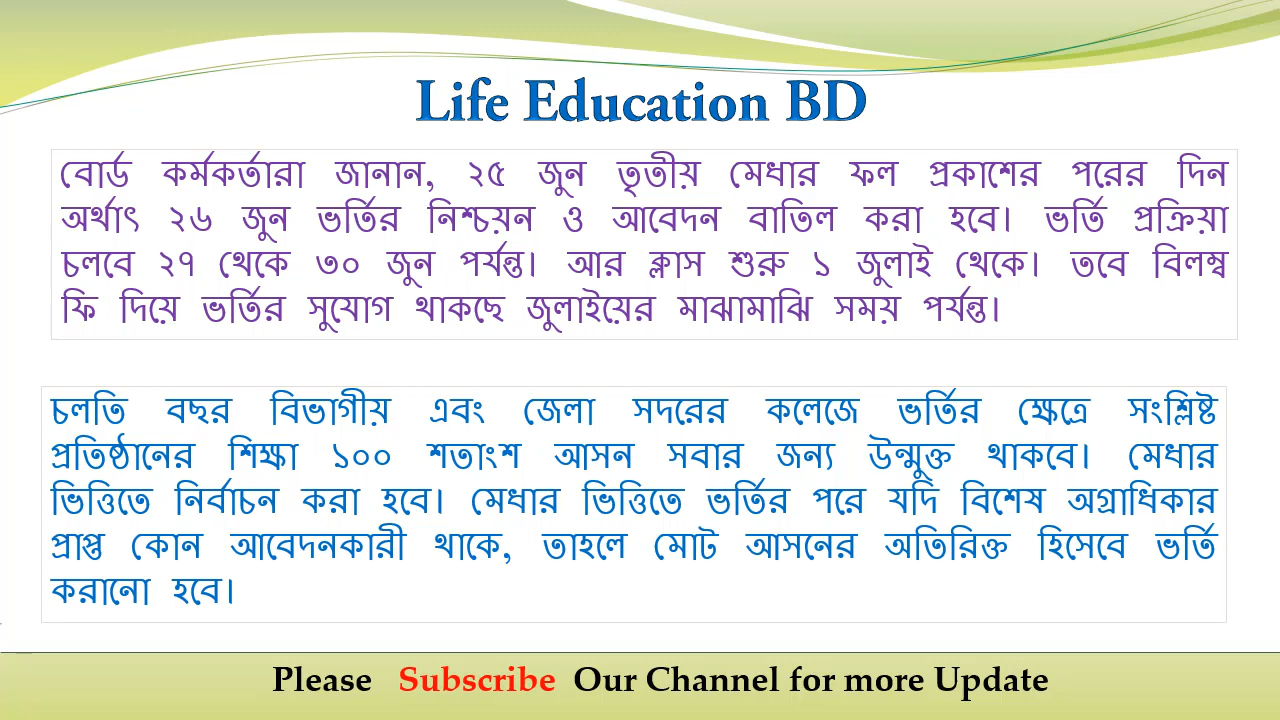 Life Education BD
বোর্ড কর্মকর্তারা জানান, ২৫ জুন তৃতীয় মেধার ফল প্রকাশের পরের দিন
অর্থাৎ ২৬ জুন ভর্তির নিশ্চয়ন ও আবেদন বাতিল করা হবে। ভর্তি প্রক্রিয়া
চলবে ২৭ থেকে ৩০ জুন পর্যন্ত। আর ক্লাস শুরু ১ জুলাই থেকে। তবে বিলম্ব
ফি দিয়ে ভর্তির সুযোগ থাকছে জুলাইয়ের মাঝামাঝি সময় পর্যন্ত।
চলতি বছর বিভাগীয় এবং জেলা সদরের কলেজে ভর্তির ক্ষেত্রে সংশ্লিষ্ট
প্রতিষ্ঠানের শিক্ষা ১০০ শতাংশ আসন সবার জন্য উন্মুক্ত থাকবে। মেধার
ভিত্তিতে নির্বাচন করা হবে। মেধার ভিত্তিতে ভর্তির পরে যদি বিশেষ অগ্রাধিকার
প্রাপ্ত কোন আবেদনকারী থাকে, তাহলে মোট আসনের অতিরিক্ত হিসেবে ভর্তি
করানো হবে।
Please Subscribe Our Channel for more Update